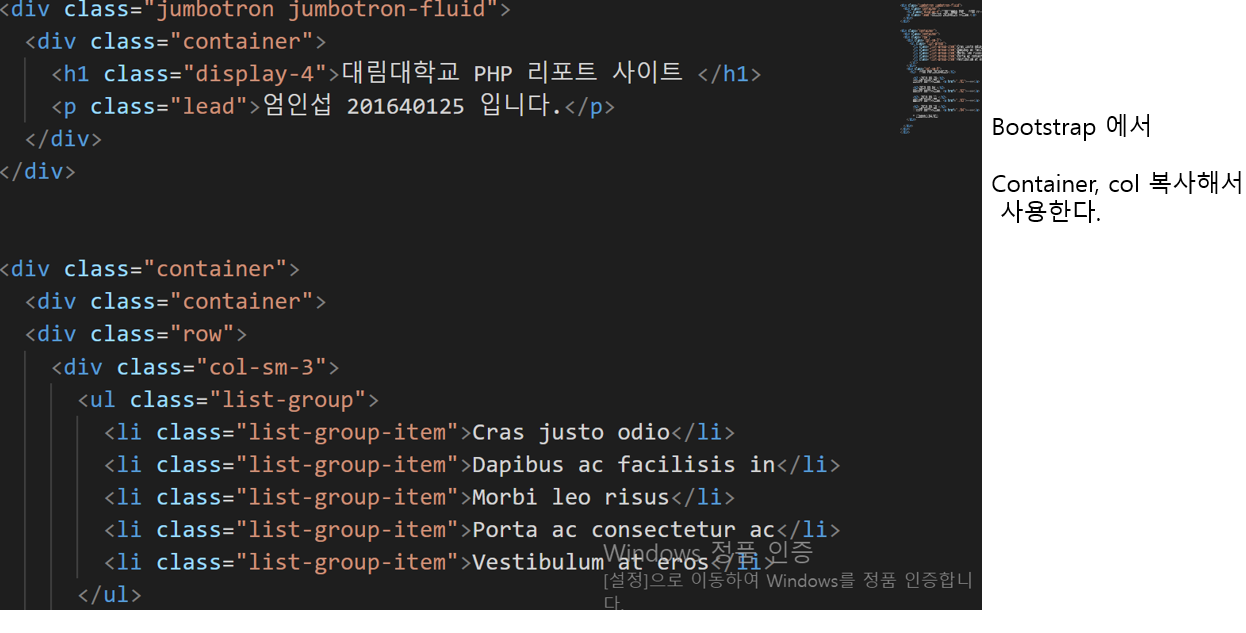 <div class="jumbotron jumbotron-fluid">
<div class="container">
<h1 class="display-4">대림대학교 PHP 리포트 사이트 </h1>
<p class="lead">엄인섭 201640125 입니다.</p>
</div>
</div>
<div class="container">
<div class="container">
<div class="row">
<div class="col-sm-3">
<ul class="list-group">
<li class="list-group-item">Cras justo odio</li>
<li class="list-group-item">Dapibus ac facilisis in</li>
<li class="list-group-item">Morbi leo risus</li>
<li class="list-group-item">Porta ac consectetur ac</li>
<li class="list-group-item">Vestibulum at eros</li>
</ul>
Windows 정품 인증
[설정]으로 이동하여 Windows를 정품 인증합니
다.
Bootstrap 에서
Container, col 복사해서
사용한다.